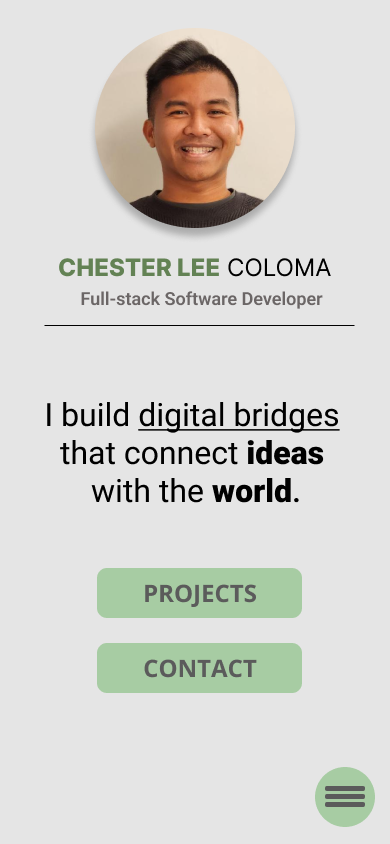 CHESTER LEE COLOMA
Full-stack Software Developer
I build digital bridges
that connect ideas
with the world.
PROJECTS
CONTACT